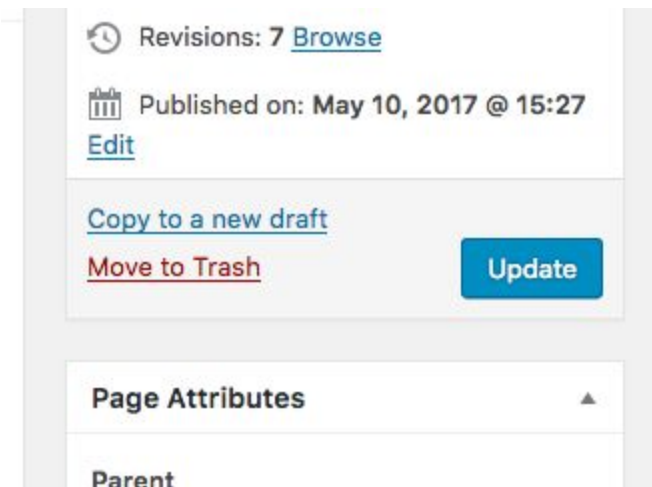 Revisions: 7 Browse
Published on: May 10, 2017 @ 15:27
Edit
Copy to a new draft
Move to Trash
Update
Page Attributes
Parent